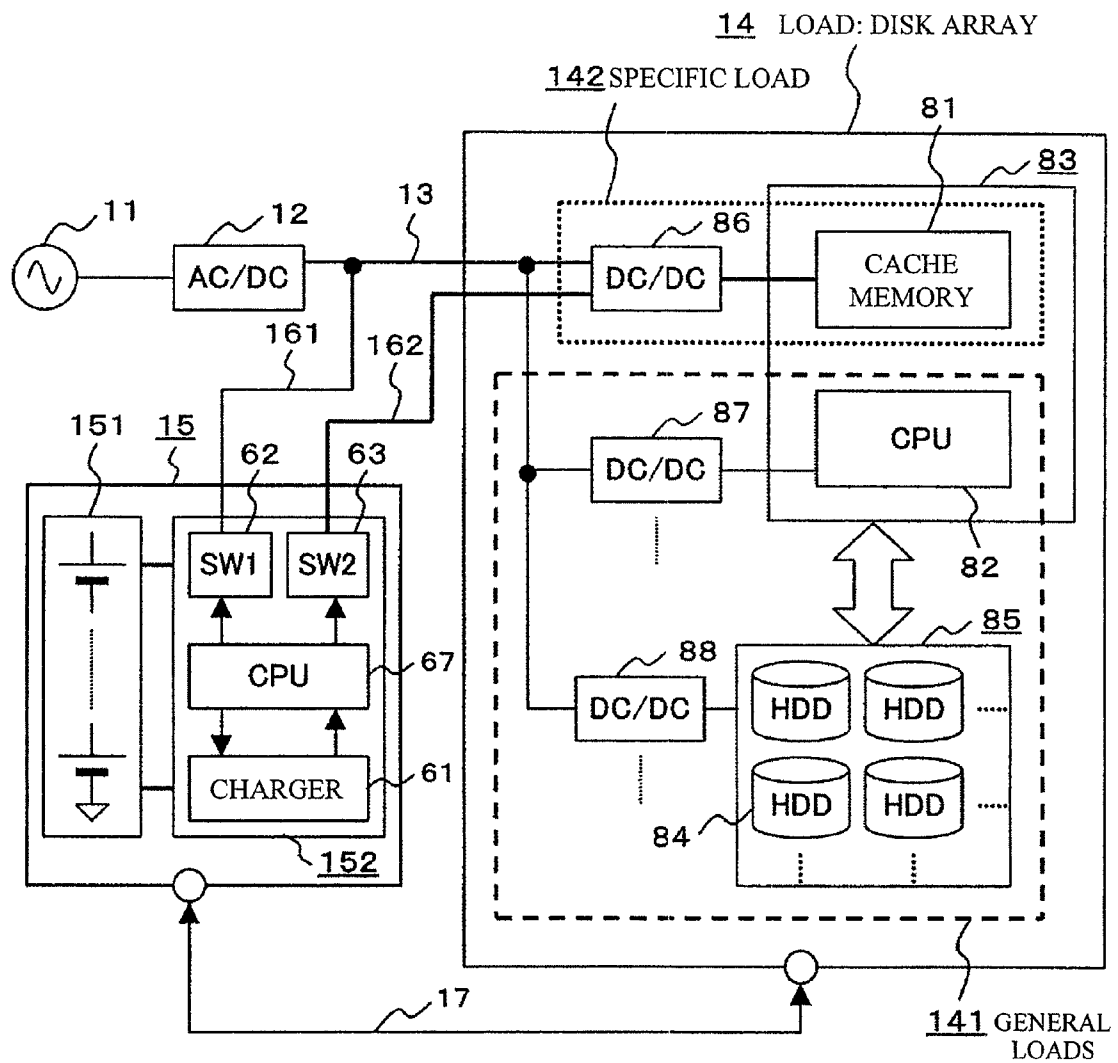 14 LOAD: DISK ARRAY
142 SPECIFIC LOAD
81
83
11
12
13
86
AC/DC
DC/DC
CACHE
MEMORY
161
162
151
15
62
63
87
DC/DC
CPU
82
SW1
SW2
CPU
67
88
85
DC/DC
HDD
HDD
CHARGER
61
84
HDD
HDD
152
17
141 GENERAL
LOADS